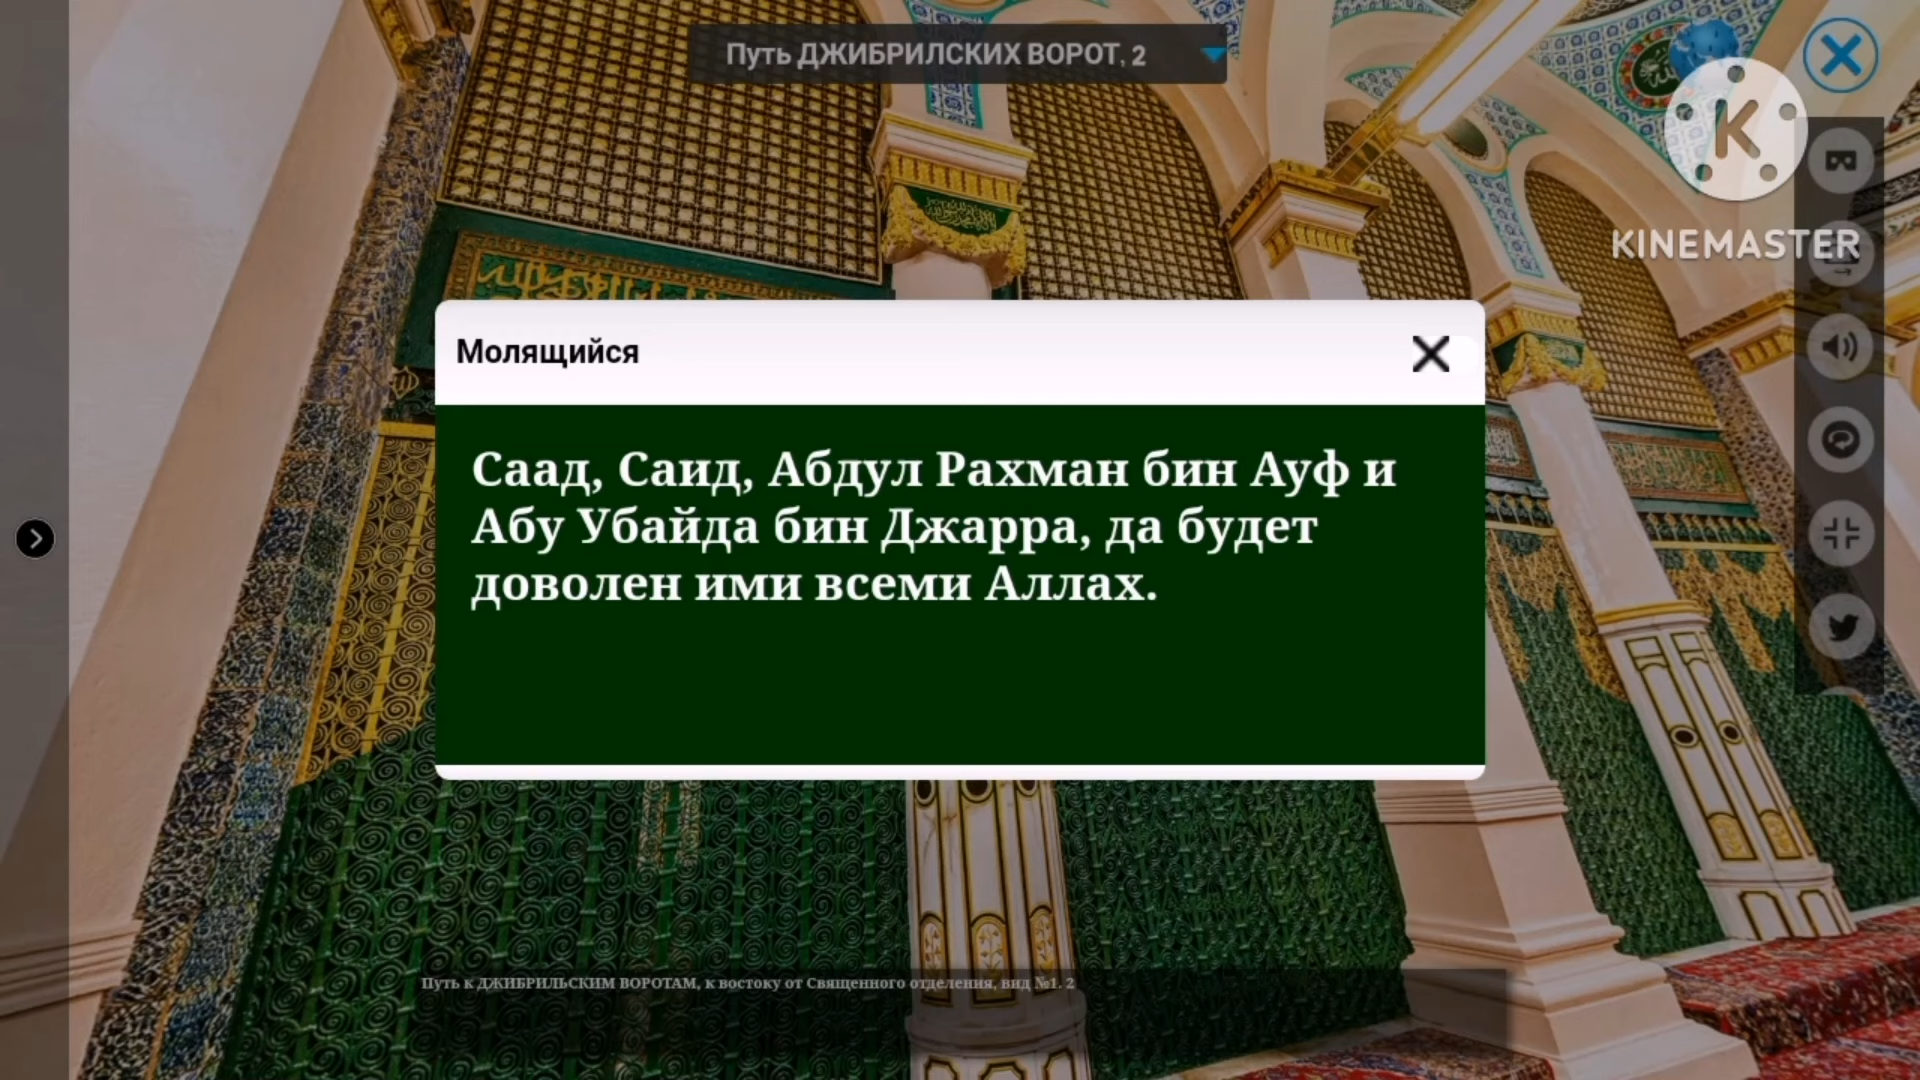 Путь ДЖИБРИЛСКИХ ВОРОТ, 2
KINEMASTER
Молящийся
Саад, Саид, Абдул Рахман бин Ауф и
Абу Убайда бин Джарра, да будет
доволен ими всеми Аллах.
Путь к ДЖИБРИЛЬСКИМ ВОРОТАМ, к востоку от Священного отделения, вид №1. 2